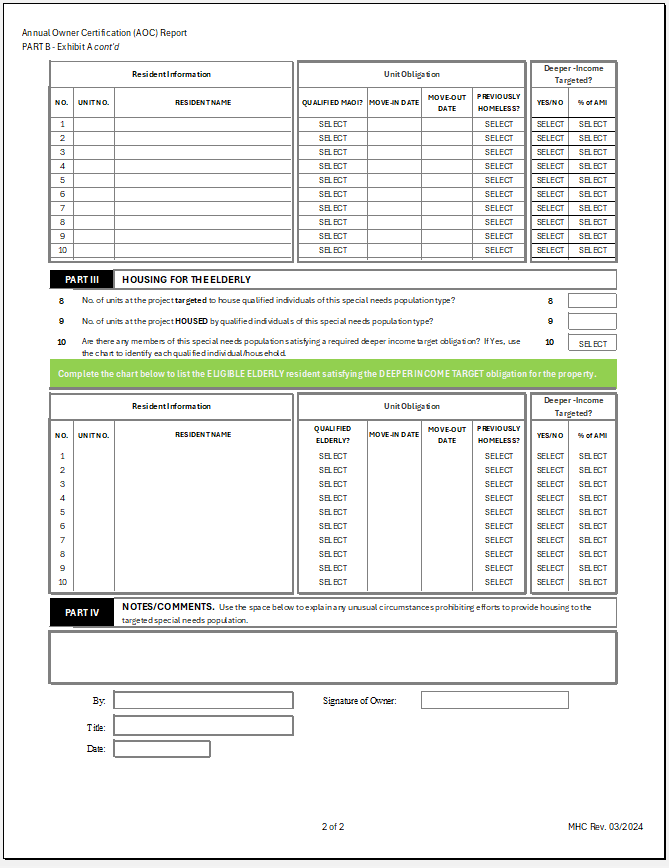 Annual Owner Certification (AOC) Report
PART B - Exhibit A cont'd
Resident Information Unit Obligation Deeper -Income Targeted?
NO. UNIT NO. RESIDENT NAME QUALIFIED MAOI? MOVE-IN DATE MOVE-OUT DATE PREVIOUSLY HOMELESS? YES/NO % of AMI
1 SELECT SELECT SELECT SELECT
2 SELECT SELECT SELECT SELECT
3 SELECT SELECT SELECT SELECT
4 SELECT SELECT SELECT SELECT
5 SELECT SELECT SELECT SELECT
6 SELECT SELECT SELECT SELECT
7 SELECT SELECT SELECT SELECT
8 SELECT SELECT SELECT SELECT
9 SELECT SELECT SELECT SELECT
10 SELECT SELECT SELECT SELECT
PART III HOUSING FOR THE ELDERLY
8 No. of units at the project targeted to house qualified individuals of this special needs population type? 8
9 No. of units at the project HOUSED by qualified individuals of this special needs population type? 9
10 Are there any members of this special needs population satisfying a required deeper income target obligation? If Yes, use 10 SELECT
the chart to identify each qualified individual/household.
Complete the chart below to list the ELIGIBLE ELDERLY resident satisfying the DEEPER INCOME TARGET obligation for the property.
Resident Information Unit Obligation Deeper -Income Targeted?
NO. UNIT NO. RESIDENT NAME QUALIFIED ELDERLY? MOVE-IN DATE MOVE-OUT DATE PREVIOUSLY HOMELESS? YES/NO % of AMI
1 SELECT SELECT SELECT SELECT
2 SELECT SELECT SELECT SELECT
3 SELECT SELECT SELECT SELECT
4 SELECT SELECT SELECT SELECT
5 SELECT SELECT SELECT SELECT
6 SELECT SELECT SELECT SELECT
7 SELECT SELECT SELECT SELECT
8 SELECT SELECT SELECT SELECT
9 SELECT SELECT SELECT SELECT
10 SELECT SELECT SELECT SELECT
PART IV NOTES/COMMENTS. Use the space below to explain any unusual circumstances prohibiting efforts to provide housing to the
targeted special needs population.
By: Signature of Owner:
Title:
Date:
2 of 2 MHC Rev. 03/2024